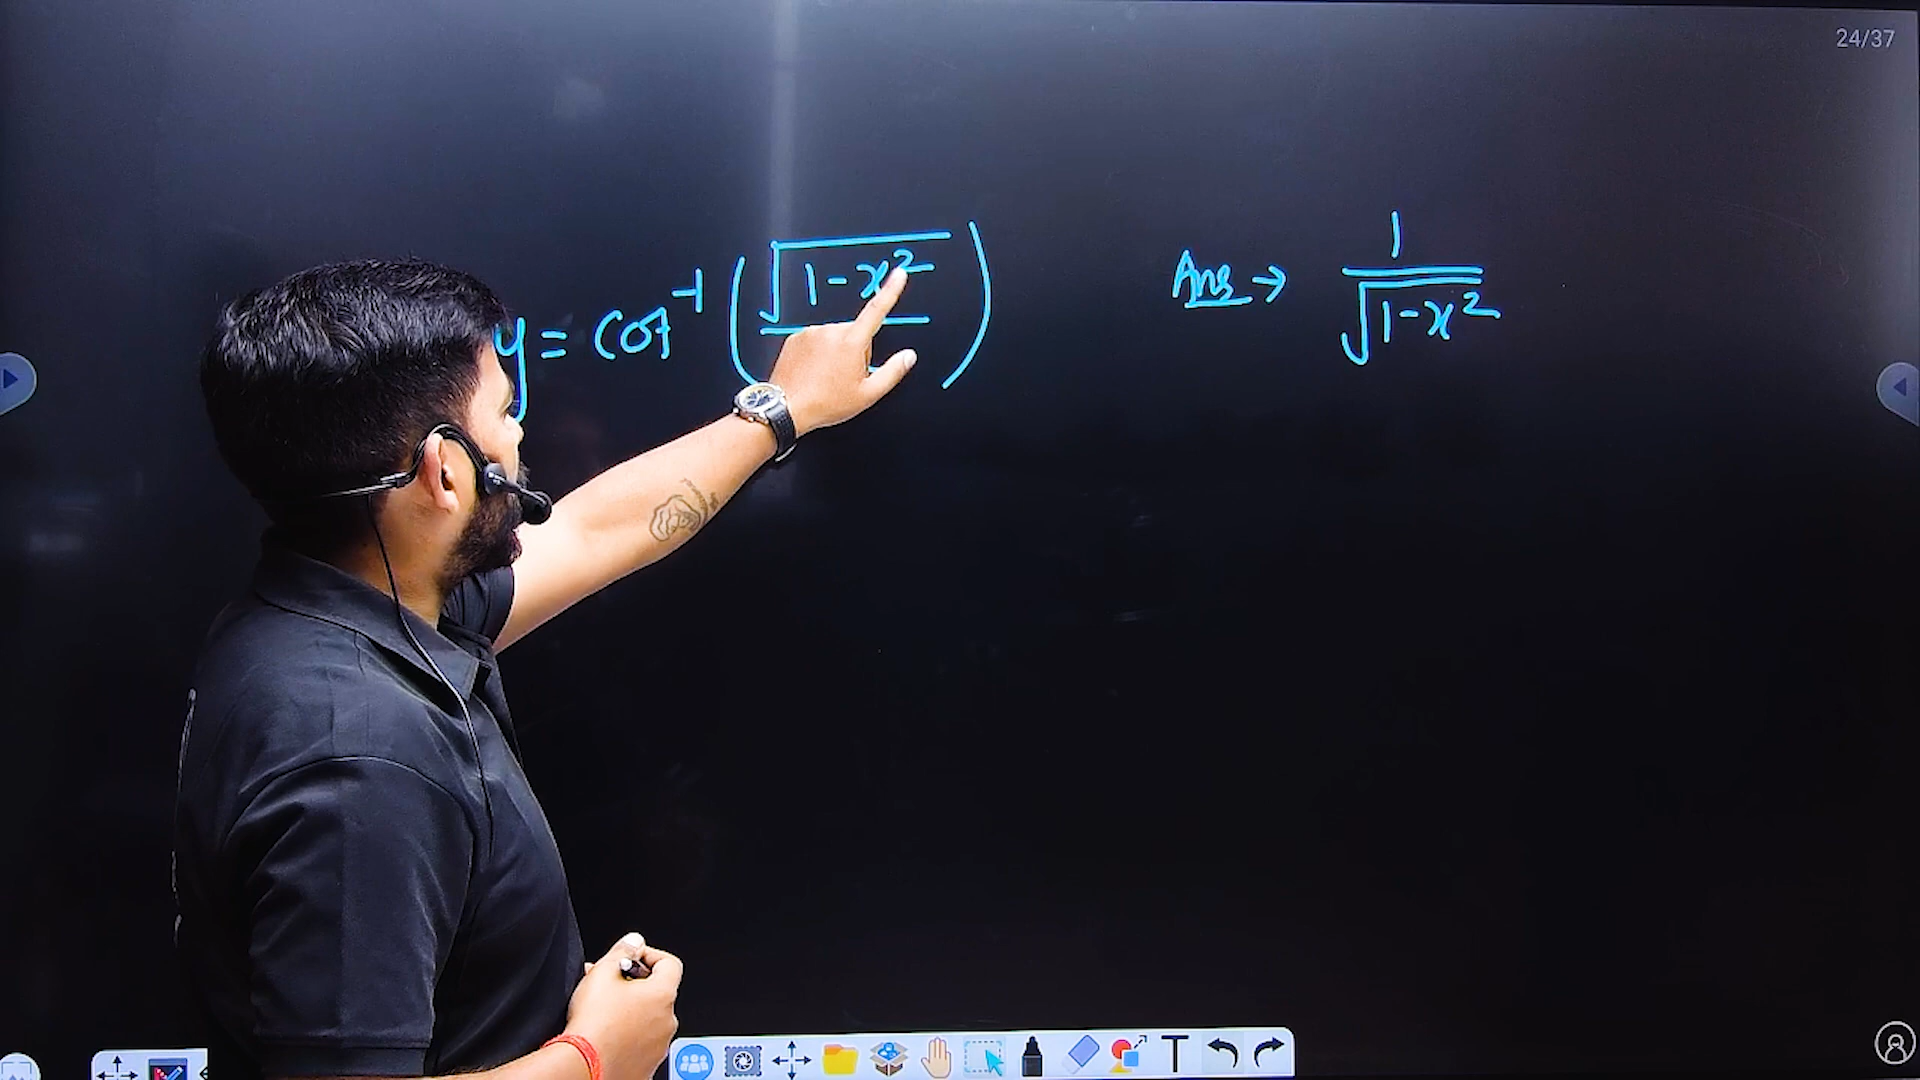 24/37
y = cot⁻¹ (√(1-x²) / )
Ans → 1/√(1-x²)
T